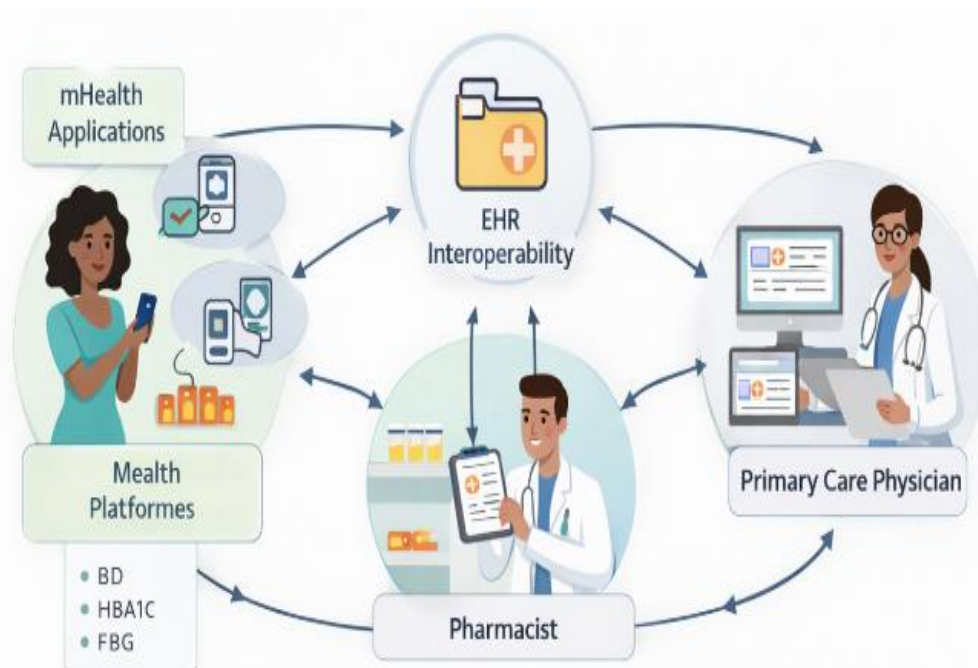 mHealth
Applications
EHR
Interoperability
Mealth
Platformes
• BD
• HBA1C
• FBG
Primary Care Physician
Pharmacist